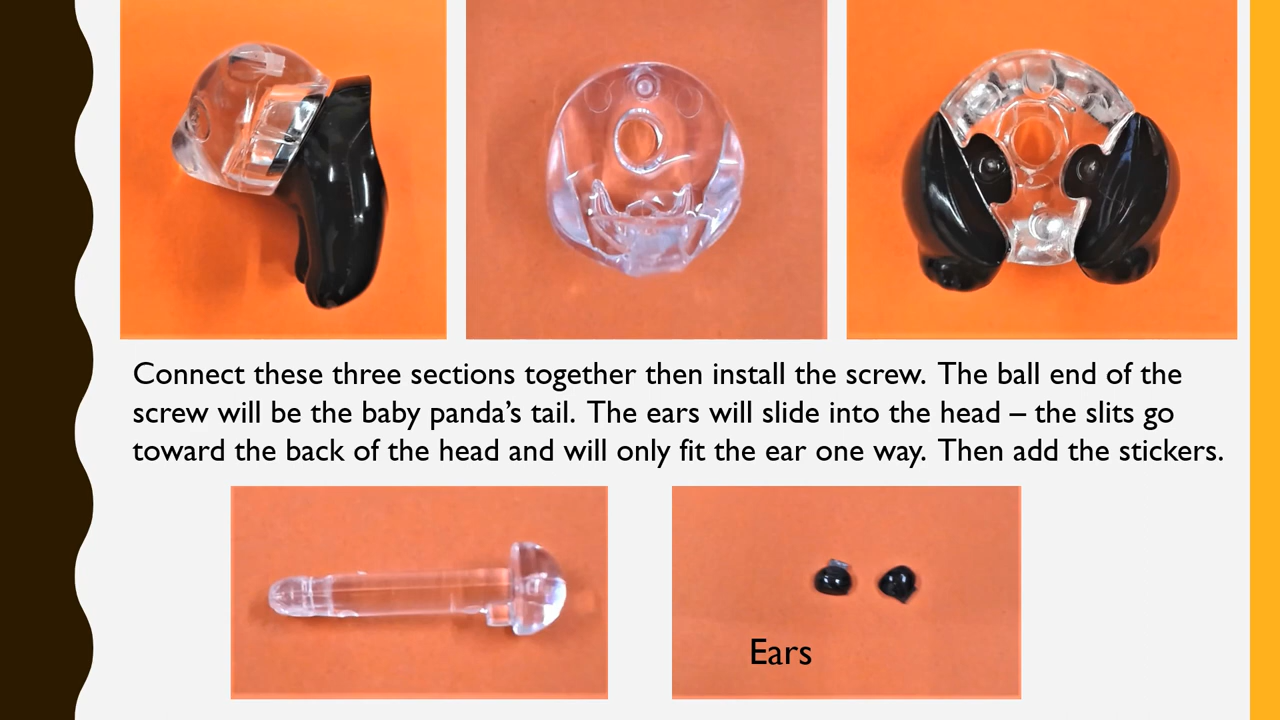 Connect these three sections together then install the screw. The ball end of the
screw will be the baby panda’s tail. The ears will slide into the head – the slits go
toward the back of the head and will only fit the ear one way. Then add the stickers.
Ears